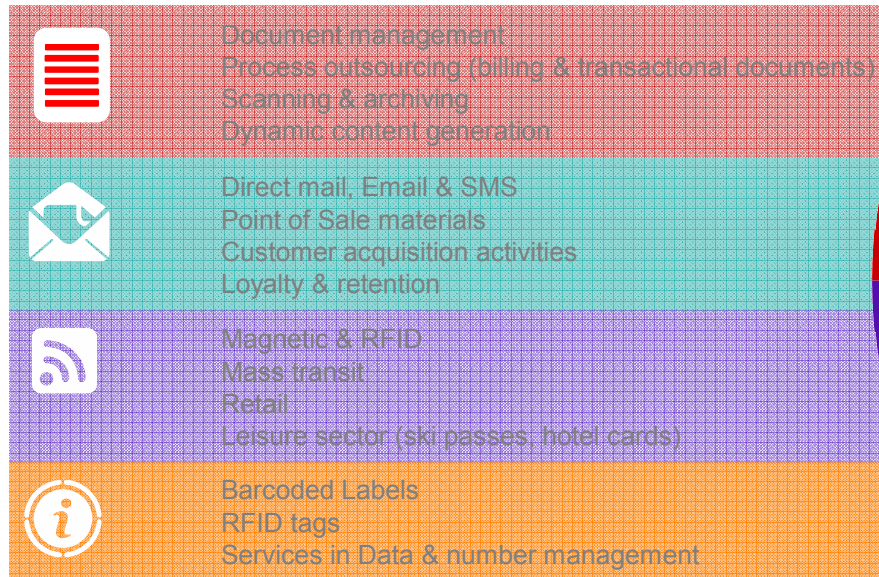 Document management
Process outsourcing (billing & transactional documents)
Scanning & archiving
Dynamic content generation
Direct mail, Email & SMS
Point of Sale materials
Customer acquisition activities
Loyalty & retention
Magnetic & RFID
Mass transit
Retail
Leisure sector (ski passes, hotel cards)
Barcoded Labels
RFID tags
Services in Data & number management